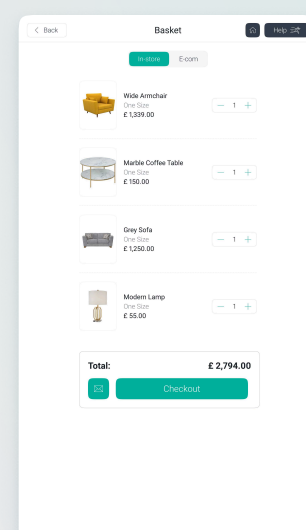 Back
Basket
Help
In-store
E-com
Wide Armchair
One Size
£ 1,339.00
1
Marble Coffee Table
One Size
£ 150.00
1
Grey Sofa
One Size
£ 1,250.00
1
Modern Lamp
One Size
£ 55.00
1
Total:
£ 2,794.00
Checkout